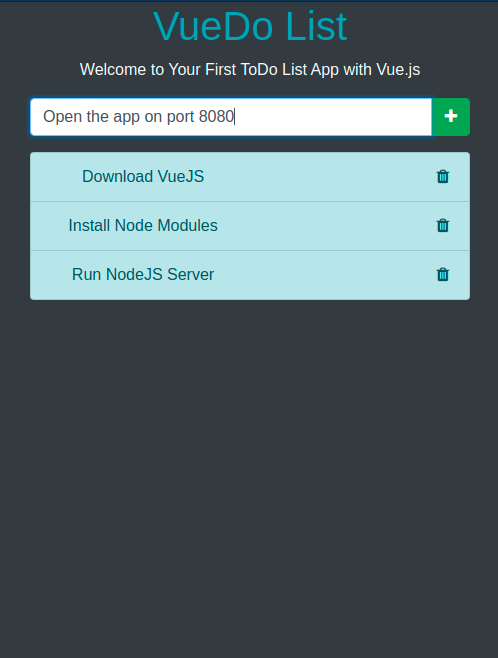 VueDo List
Welcome to Your First ToDo List App with Vue.js
Open the app on port 8080
Download VueJS
Install Node Modules
Run NodeJS Server